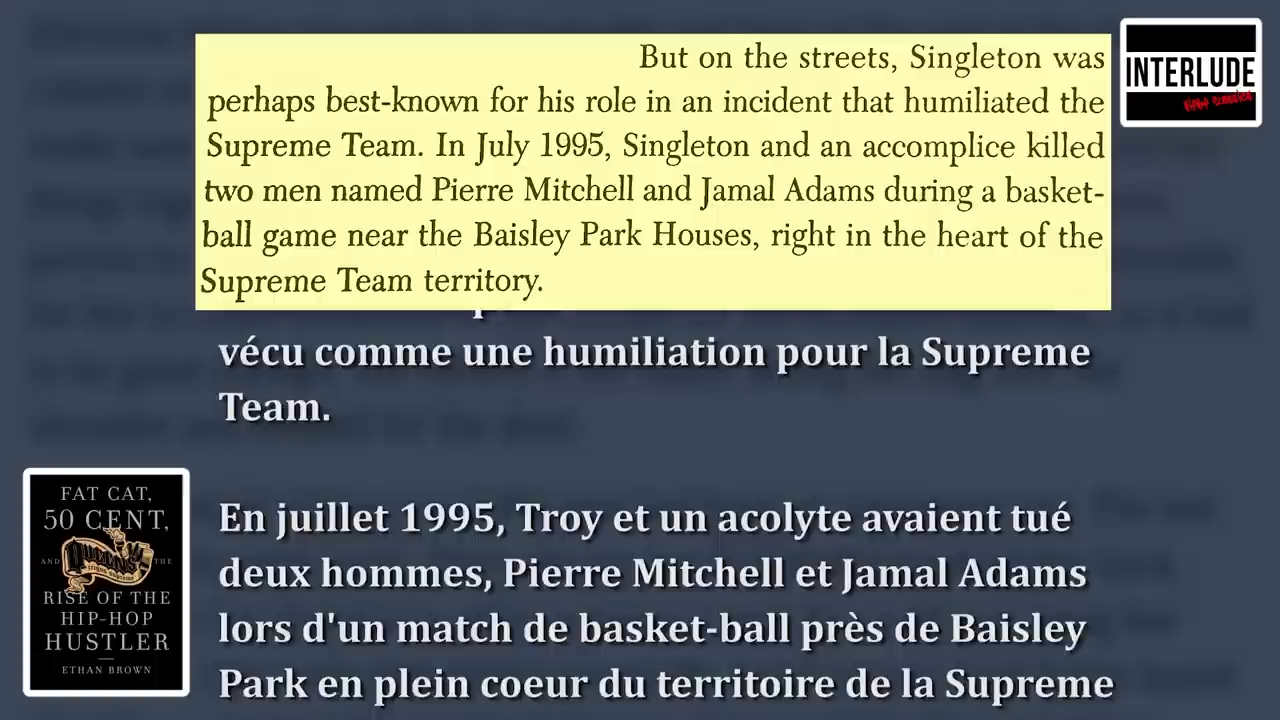 But on the streets, Singleton was
perhaps best-known for his role in an incident that humiliated the
Supreme Team. In July 1995, Singleton and an accomplice killed
two men named Pierre Mitchell and Jamal Adams during a basket-
ball game near the Baisley Park Houses, right in the heart of the
Supreme Team territory.
INTERLUDE
vécu comme une humiliation pour la Supreme
Team.
En juillet 1995, Troy et un acolyte avaient tué
deux hommes, Pierre Mitchell et Jamal Adams
lors d'un match de basket-ball près de Baisley
Park en plein coeur du territoire de la Supreme
FAT CAT,
50 CENT,
AND
THE
RISE OF THE
HIP-HOP
HUSTLER
ETHAN BROWN